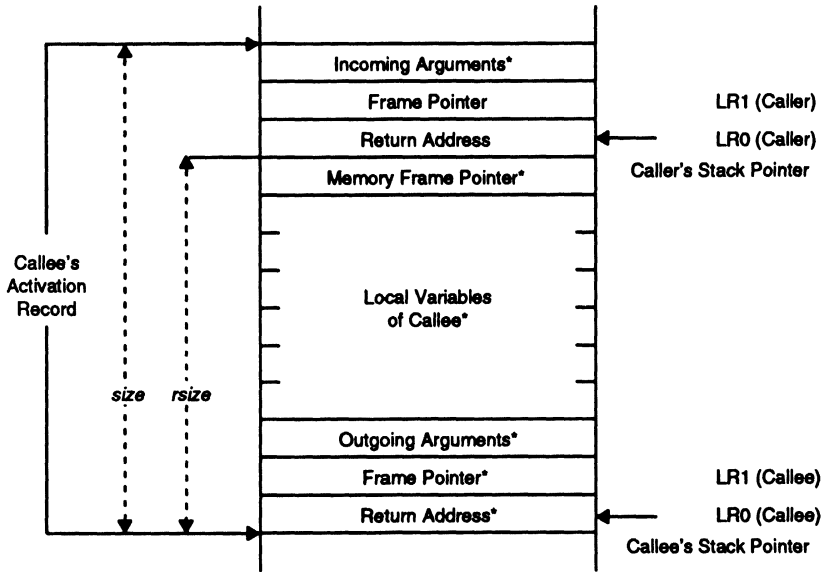 Incoming Arguments*
Frame Pointer
LR1 (Caller)
Return Address
LR0 (Caller)
Caller's Stack Pointer
Memory Frame Pointer*
Callee's
Activation
Record
Local Variables
of Callee*
size
rsize
Outgoing Arguments*
Frame Pointer*
LR1 (Callee)
Return Address*
LR0 (Callee)
Callee's Stack Pointer